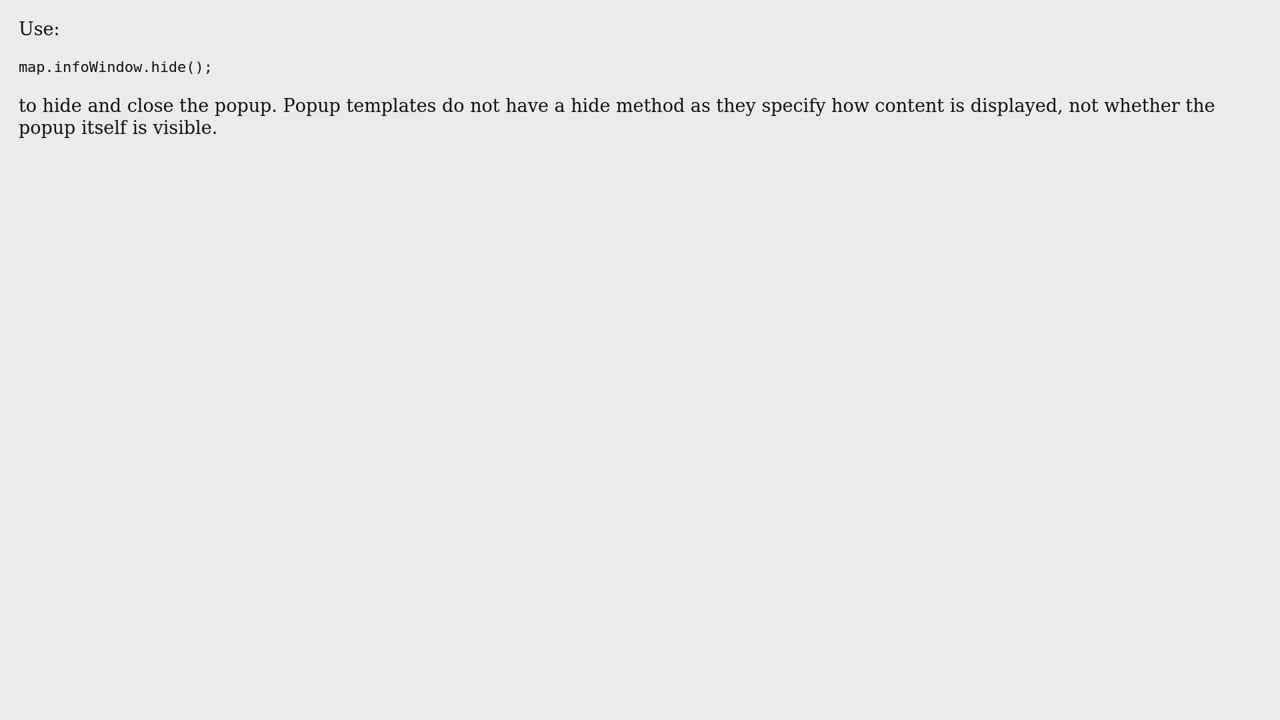 Use:
map.infoWindow.hide();
to hide and close the popup. Popup templates do not have a hide method as they specify how content is displayed, not whether the
popup itself is visible.